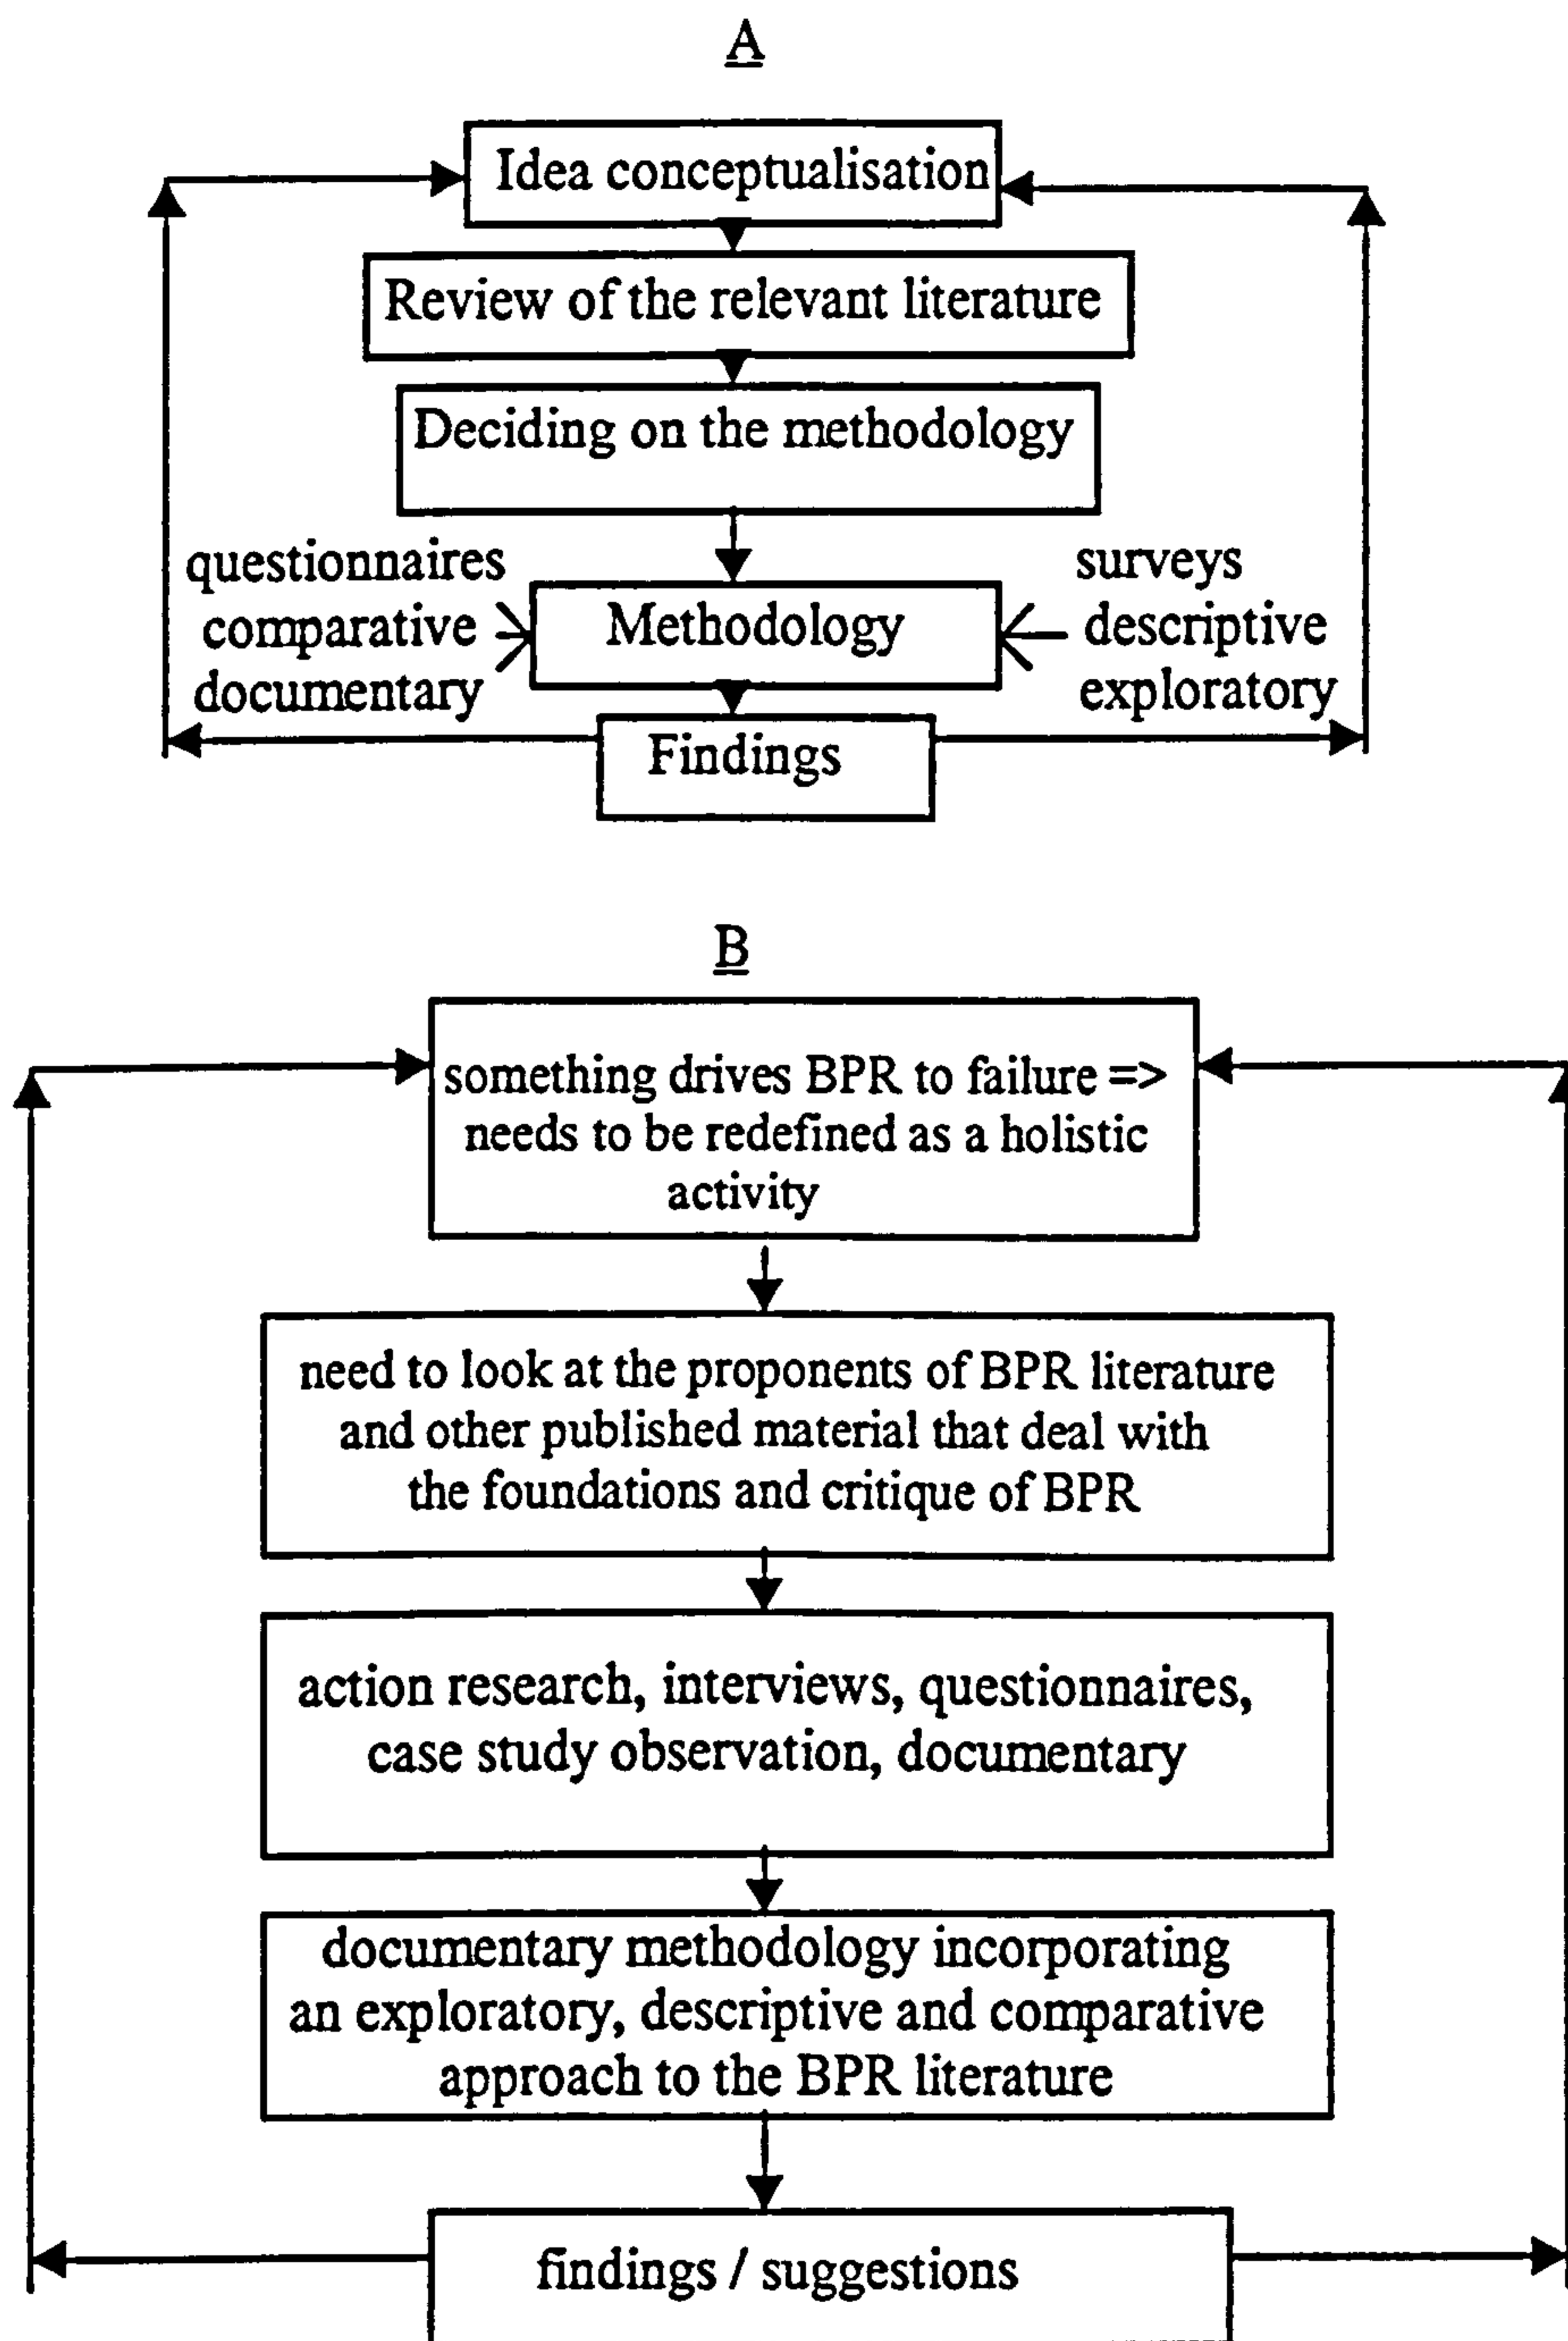 A
Idea conceptualisation
Review of the relevant literature
Deciding on the methodology
questionnaires
comparative
documentary
Methodology
surveys
descriptive
exploratory
Findings
B
something drives BPR to failure =>
needs to be redefined as a holistic
activity
need to look at the proponents of BPR literature
and other published material that deal with
the foundations and critique of BPR
action research, interviews, questionnaires,
case study observation, documentary
documentary methodology incorporating
an exploratory, descriptive and comparative
approach to the BPR literature
findings / suggestions